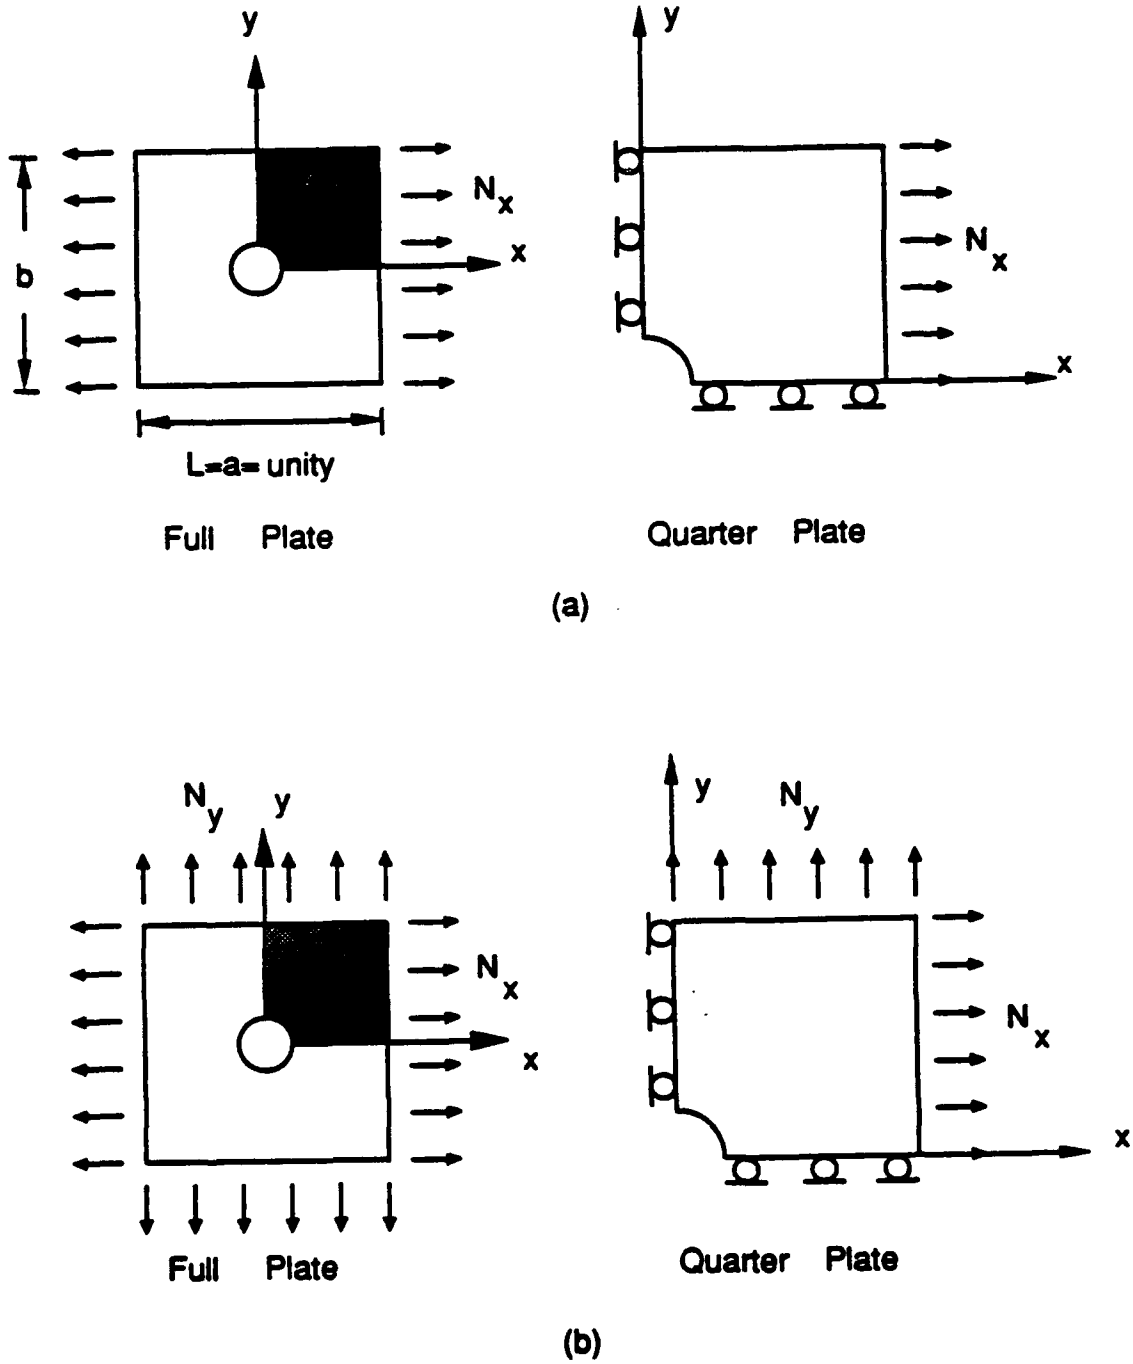 y
y
N x
x
b
N x
x
L=a= unity
Full Plate
Quarter Plate
(a)
N y
y
y
N y
N x
x
N x
x
Full Plate
Quarter Plate
(b)